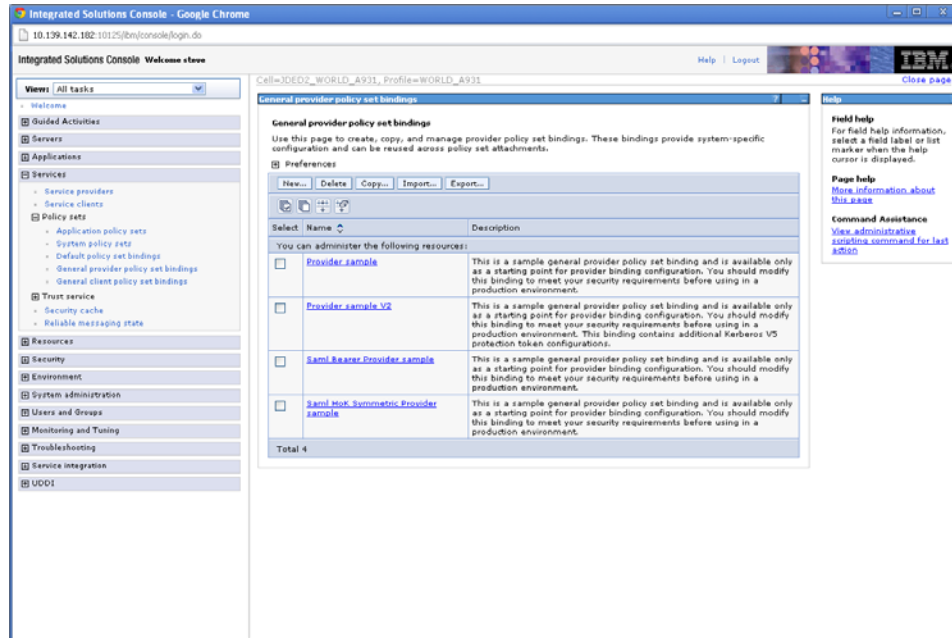 Integrated Solutions Console - Google Chrome
10.139.142.182:10125/ibm/console/login.do
Integrated Solutions Console Welcome steve
Help | Logout
IBM
Cell=JDED2_WORLD_A931, Profile=WORLD_A931
Close page
View: All tasks
Welcome
Guided Activities
Servers
Applications
Services
Service providers
Service clients
Policy sets
Application policy sets
System policy sets
Default policy set bindings
General provider policy set bindings
General client policy set bindings
Trust service
Security cache
Reliable messaging state
Resources
Security
Environment
System administration
Users and Groups
Monitoring and Tuning
Troubleshooting
Service integration
UDDI
General provider policy set bindings
General provider policy set bindings
Use this page to create, copy, and manage provider policy set bindings. These bindings provide system-specific
configuration and can be reused across policy set attachments.
Preferences
New... Delete Copy... Import... Export...
Select Name Description
You can administer the following resources:
Provider sample
This is a sample general provider policy set binding and is available only
as a starting point for provider binding configuration. You should modify
this binding to meet your security requirements before using in a
production environment.
Provider sample V2
This is a sample general provider policy set binding and is available only
as a starting point for provider binding configuration. You should modify
this binding to meet your security requirements before using in a
production environment. This binding contains additional Kerberos V5
protection token configurations.
Saml Bearer Provider sample
This is a sample general provider policy set binding and is available only
as a starting point for provider binding configuration. You should modify
this binding to meet your security requirements before using in a
production environment.
Saml HoK Symmetric Provider
sample
This is a sample general provider policy set binding and is available only
as a starting point for provider binding configuration. You should modify
this binding to meet your security requirements before using in a
production environment.
Total 4
Help
Field help
For field help information,
select a field label or list
marker when the help
cursor is displayed.
Page help
More information about
this page
Command Assistance
View administrative
scripting command for last
action